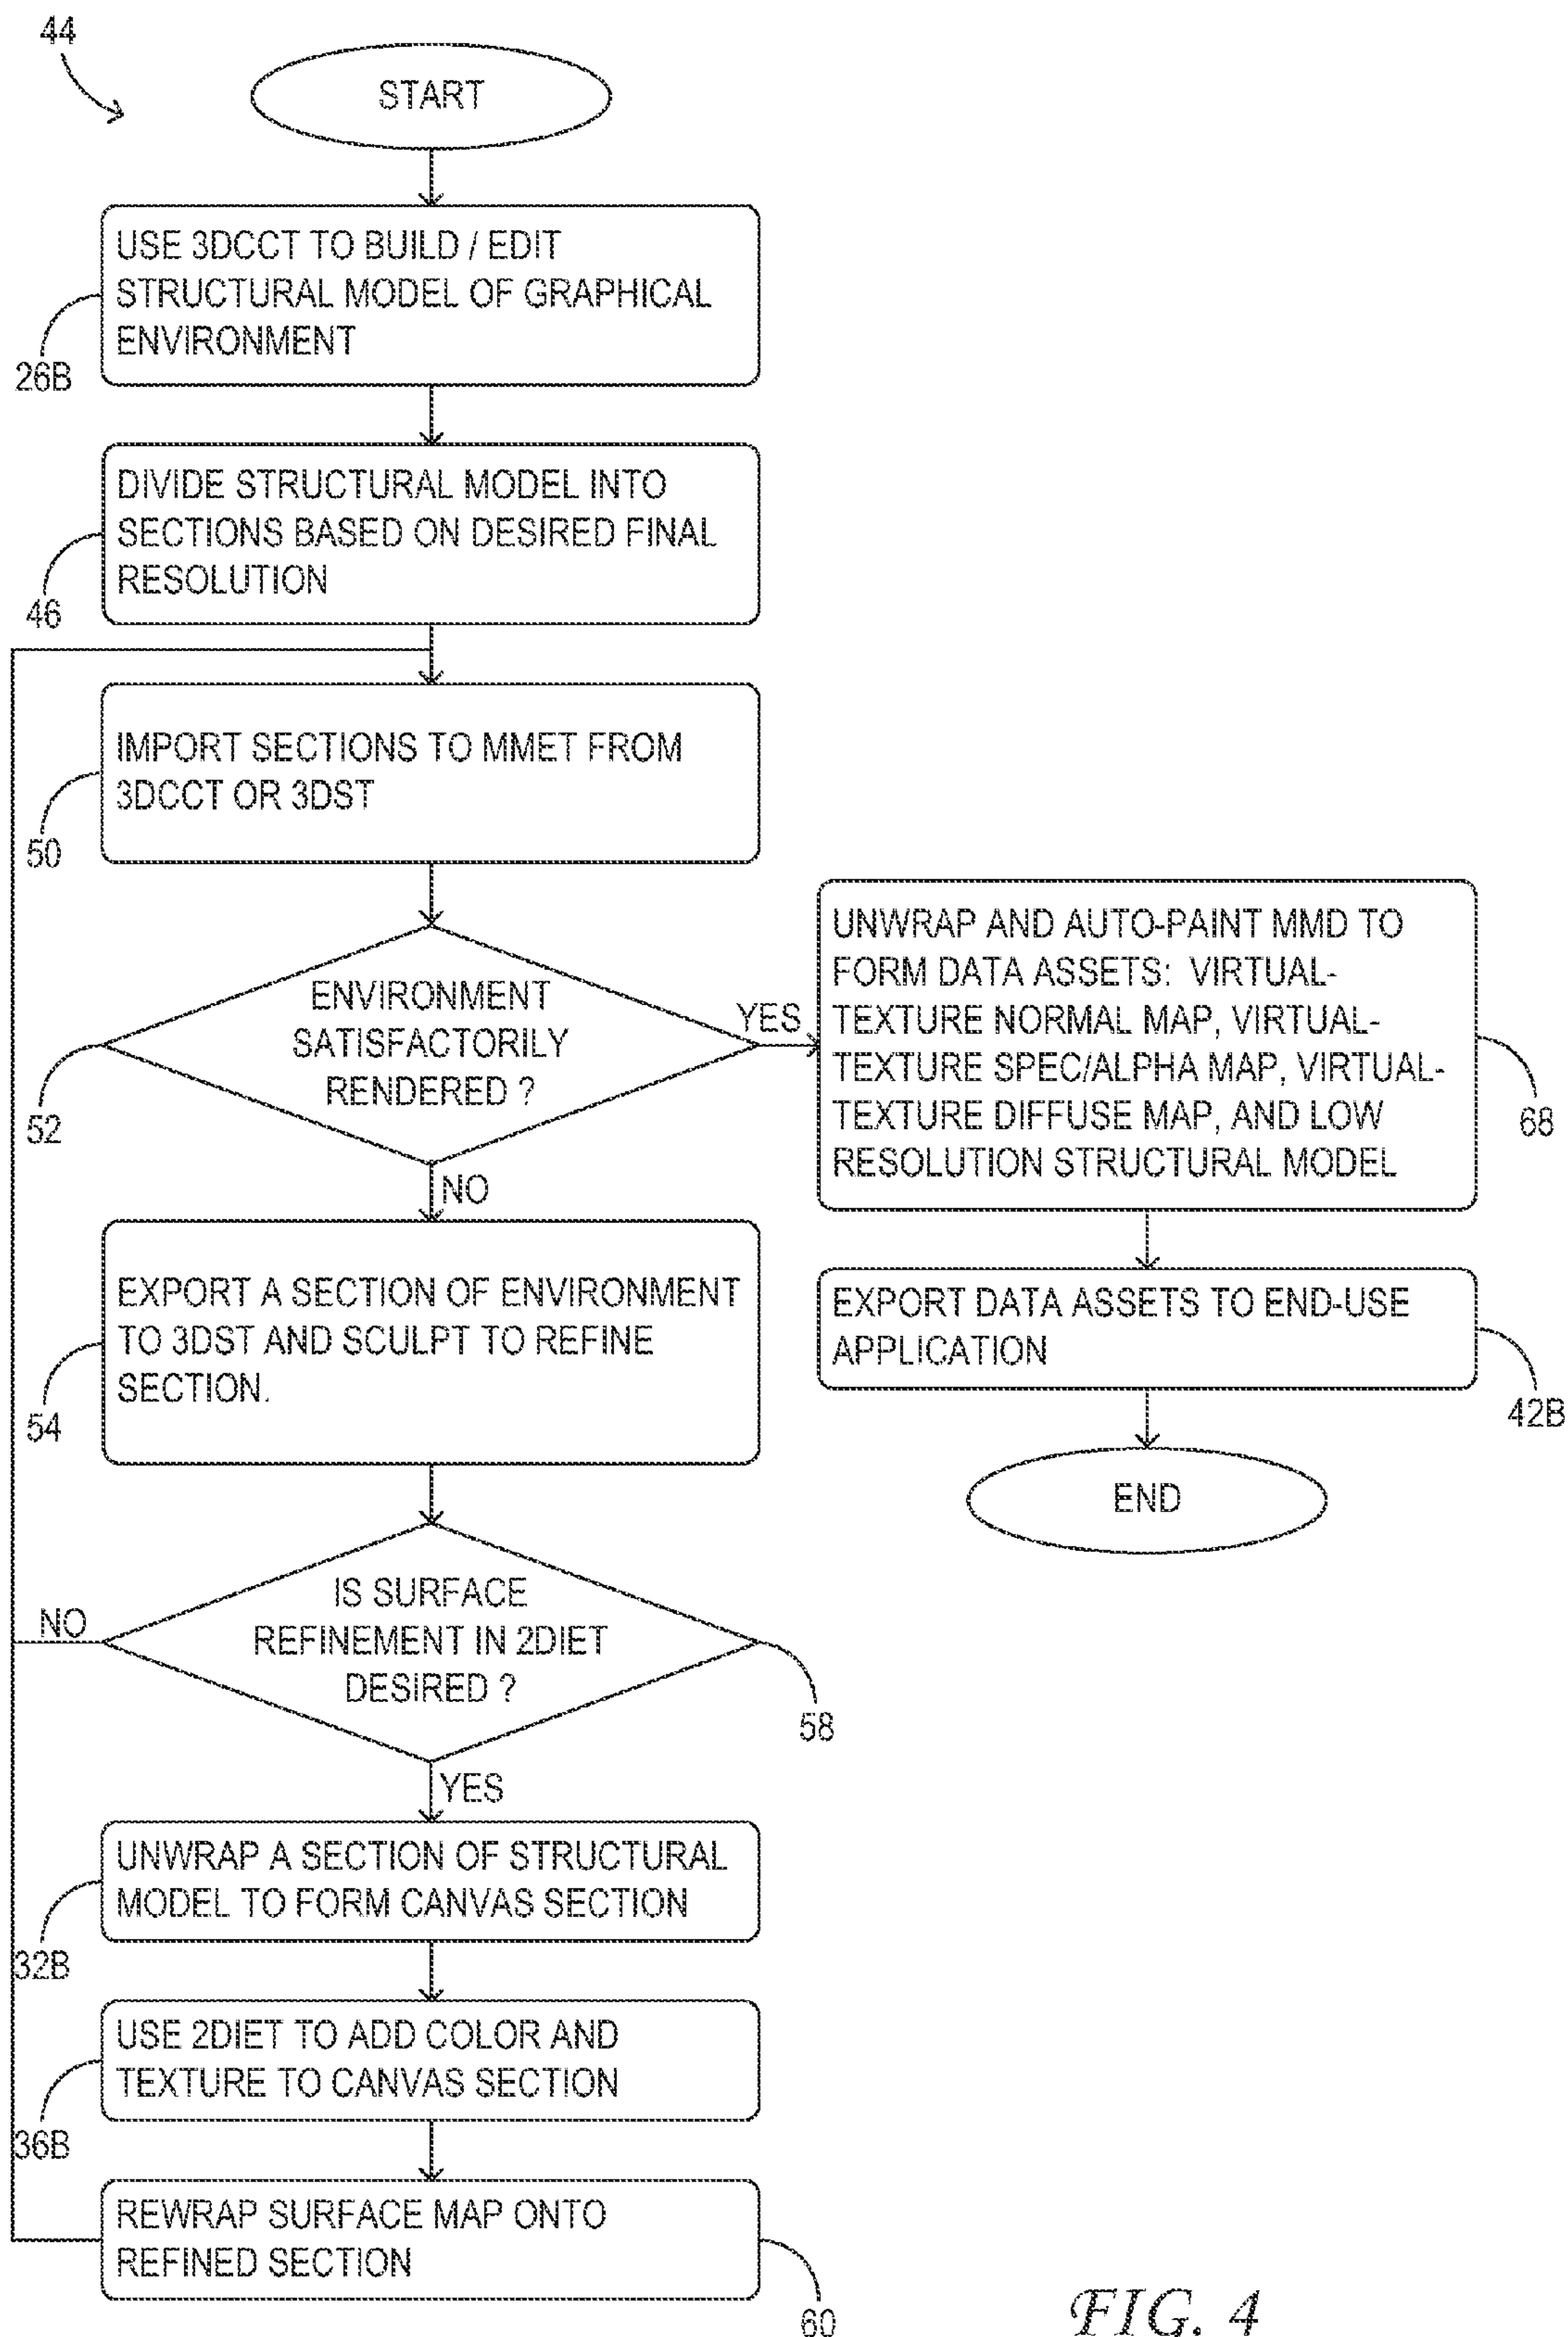 44
START
USE 3DCCT TO BUILD / EDIT
STRUCTURAL MODEL OF GRAPHICAL
ENVIRONMENT
26B
DIVIDE STRUCTURAL MODEL INTO
SECTIONS BASED ON DESIRED FINAL
RESOLUTION
46
IMPORT SECTIONS TO MMET FROM
3DCCT OR 3DST
50
ENVIRONMENT
SATISFACTORILY
RENDERED ?
52
YES
NO
UNWRAP AND AUTO-PAINT MMD TO
FORM DATA ASSETS: VIRTUAL-
TEXTURE NORMAL MAP, VIRTUAL-
TEXTURE SPEC/ALPHA MAP, VIRTUAL-
TEXTURE DIFFUSE MAP, AND LOW
RESOLUTION STRUCTURAL MODEL
68
EXPORT DATA ASSETS TO END-USE
APPLICATION
42B
END
EXPORT A SECTION OF ENVIRONMENT
TO 3DST AND SCULPT TO REFINE
SECTION.
54
IS SURFACE
REFINEMENT IN 2DIET
DESIRED ?
NO
58
YES
UNWRAP A SECTION OF STRUCTURAL
MODEL TO FORM CANVAS SECTION
32B
USE 2DIET TO ADD COLOR AND
TEXTURE TO CANVAS SECTION
36B
REWRAP SURFACE MAP ONTO
REFINED SECTION
60
FIG. 4